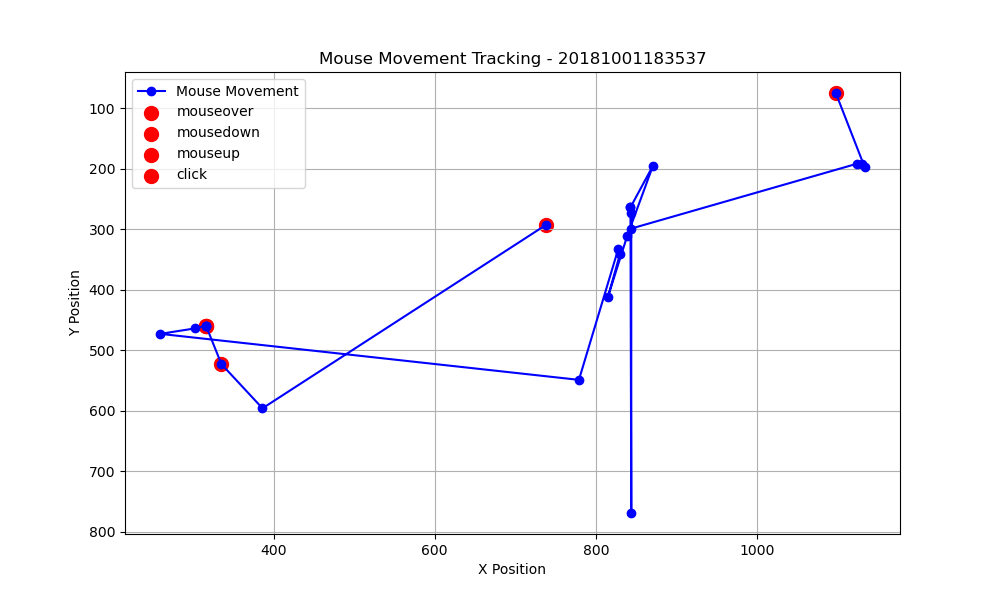 Mouse Movement Tracking - 20181001183537
Mouse Movement
mouseover
mousedown
mouseup
click
100
200
300
400
500
600
700
800
Y Position
400
600
800
1000
X Position